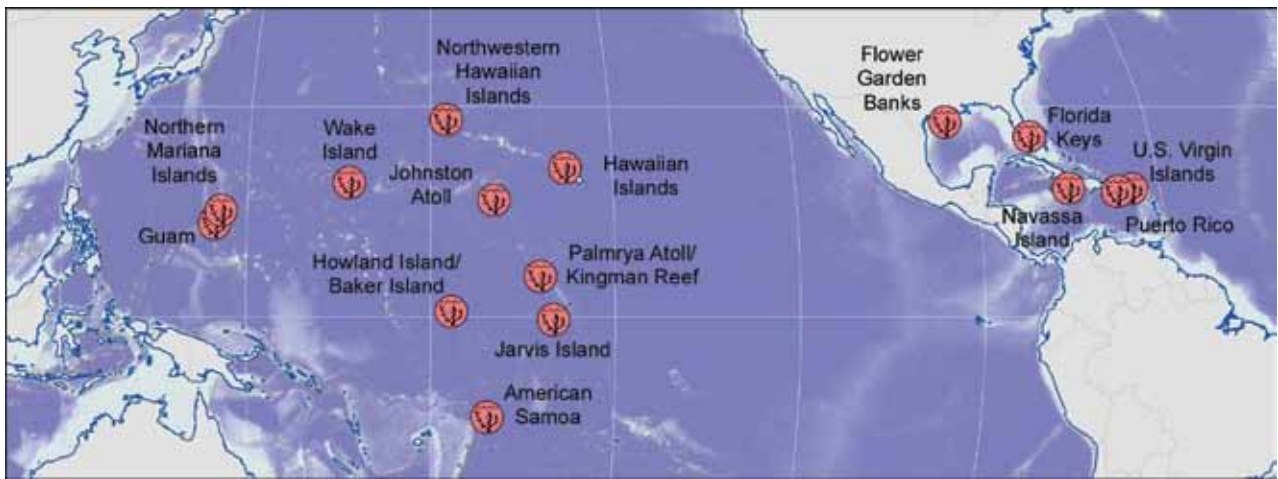 Northwestern
Hawaiian
Islands
Flower
Garden
Banks
Northern
Mariana
Islands
Wake
Island
Johnston
Atoll
Hawaiian
Islands
Florida
Keys
U.S. Virgin
Islands
Guam
Navassa
Island
Puerto Rico
Howland Island/
Baker Island
Palmrya Atoll/
Kingman Reef
Jarvis Island
American
Samoa